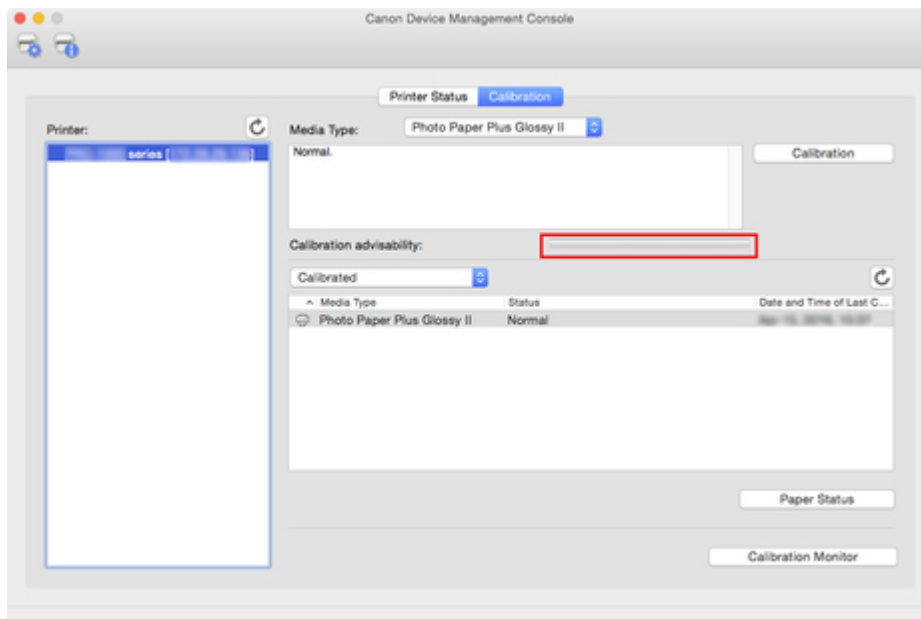 Canon Device Management Console
Printer Status Calibration
Printer:
Media Type: Photo Paper Plus Glossy II
series [
Normal.
Calibration
Calibration advisability:
Calibrated
Media Type Status Date and Time of Last C...
Photo Paper Plus Glossy II Normal
Paper Status
Calibration Monitor